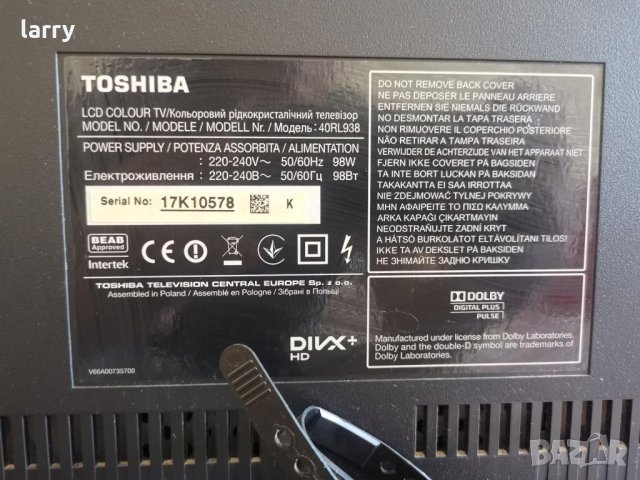 larry
TOSHIBA
LCD COLOUR TV/Кольоровий рідкокристалічний телевізор
MODEL NO. / MODELE / MODELL Nr. / Модель: 40RL938
POWER SUPPLY / POTENZA ASSORBITA / ALIMENTATION
: 220-240V～ 50/60Hz 98W
Електроживлення : 220-240В～ 50/60Гц 98Вт
Serial No: 17K10578 K
BEAB
Approved
Intertek
CE
TOSHIBA TELEVISION CENTRAL EUROPE Sp. z o.o.
Assembled in Poland / Assemblé en Pologne / Зібрані в Польщі
DIVX+
HD
V66A00735700
DO NOT REMOVE BACK COVER
NE PAS DEPOSER LE PANNEAU ARRIERE
ENTFERNEN SIE NIEMALS DIE RÜCKWAND
NO DESMONTAR LA TAPA TRASERA
NON RIMUOVERE IL COPERCHIO POSTERIORE
NÃO RETIRAR A TAMPA TRASEIRA
VERWIJDER DE ACHTERZIJDE VAN HET APPARAAT NIET
FJERN IKKE COVERET PÅ BAGSIDEN
TA INTE BORT LUCKAN PÅ BAKSIDAN
TAKAKANTTA EI SAA IRROTTAA
NIE ZDEJMOWAĆ TYLNEJ POKRYWY
ΜΗΝ ΑΦΑΙΡΕΙΤΕ ΤΟ ΠΙΣΩ ΚΑΛΥΜΜΑ
ARKA KAPAĞI ÇIKARTMAYIN
NEODSTRAŇUJTE ZADNÍ KRYT
A HÁTSÓ BURKOLATOT ELTÁVOLÍTANI TILOS!
IKKE TA AV DEKSLET PÅ BAKSIDEN
НЕ ЗНІМАЙТЕ ЗАДНЮ КРИШКУ
DOLBY
DIGITAL PLUS
PULSE
Manufactured under license from Dolby Laboratories.
Dolby and the double-D symbol are trademarks of
Dolby Laboratories.
BAZAR